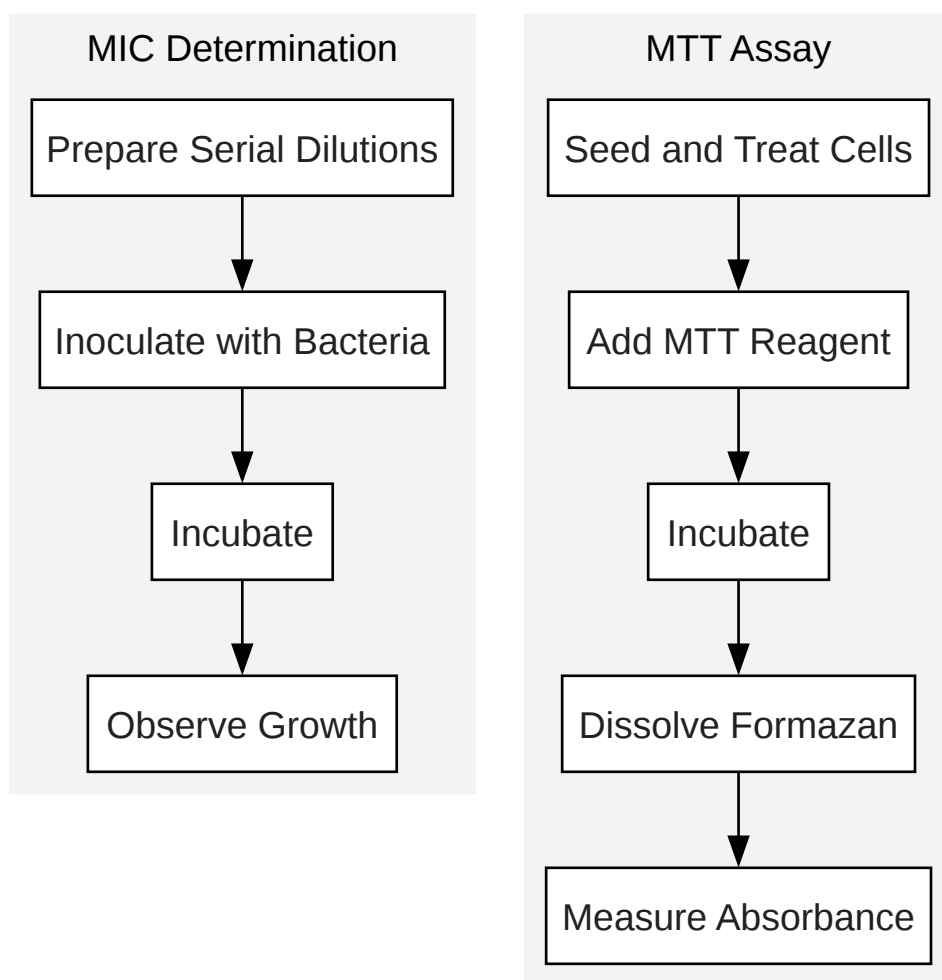 MIC Determination
Prepare Serial Dilutions
Inoculate with Bacteria
Incubate
Observe Growth
MTT Assay
Seed and Treat Cells
Add MTT Reagent
Incubate
Dissolve Formazan
Measure Absorbance